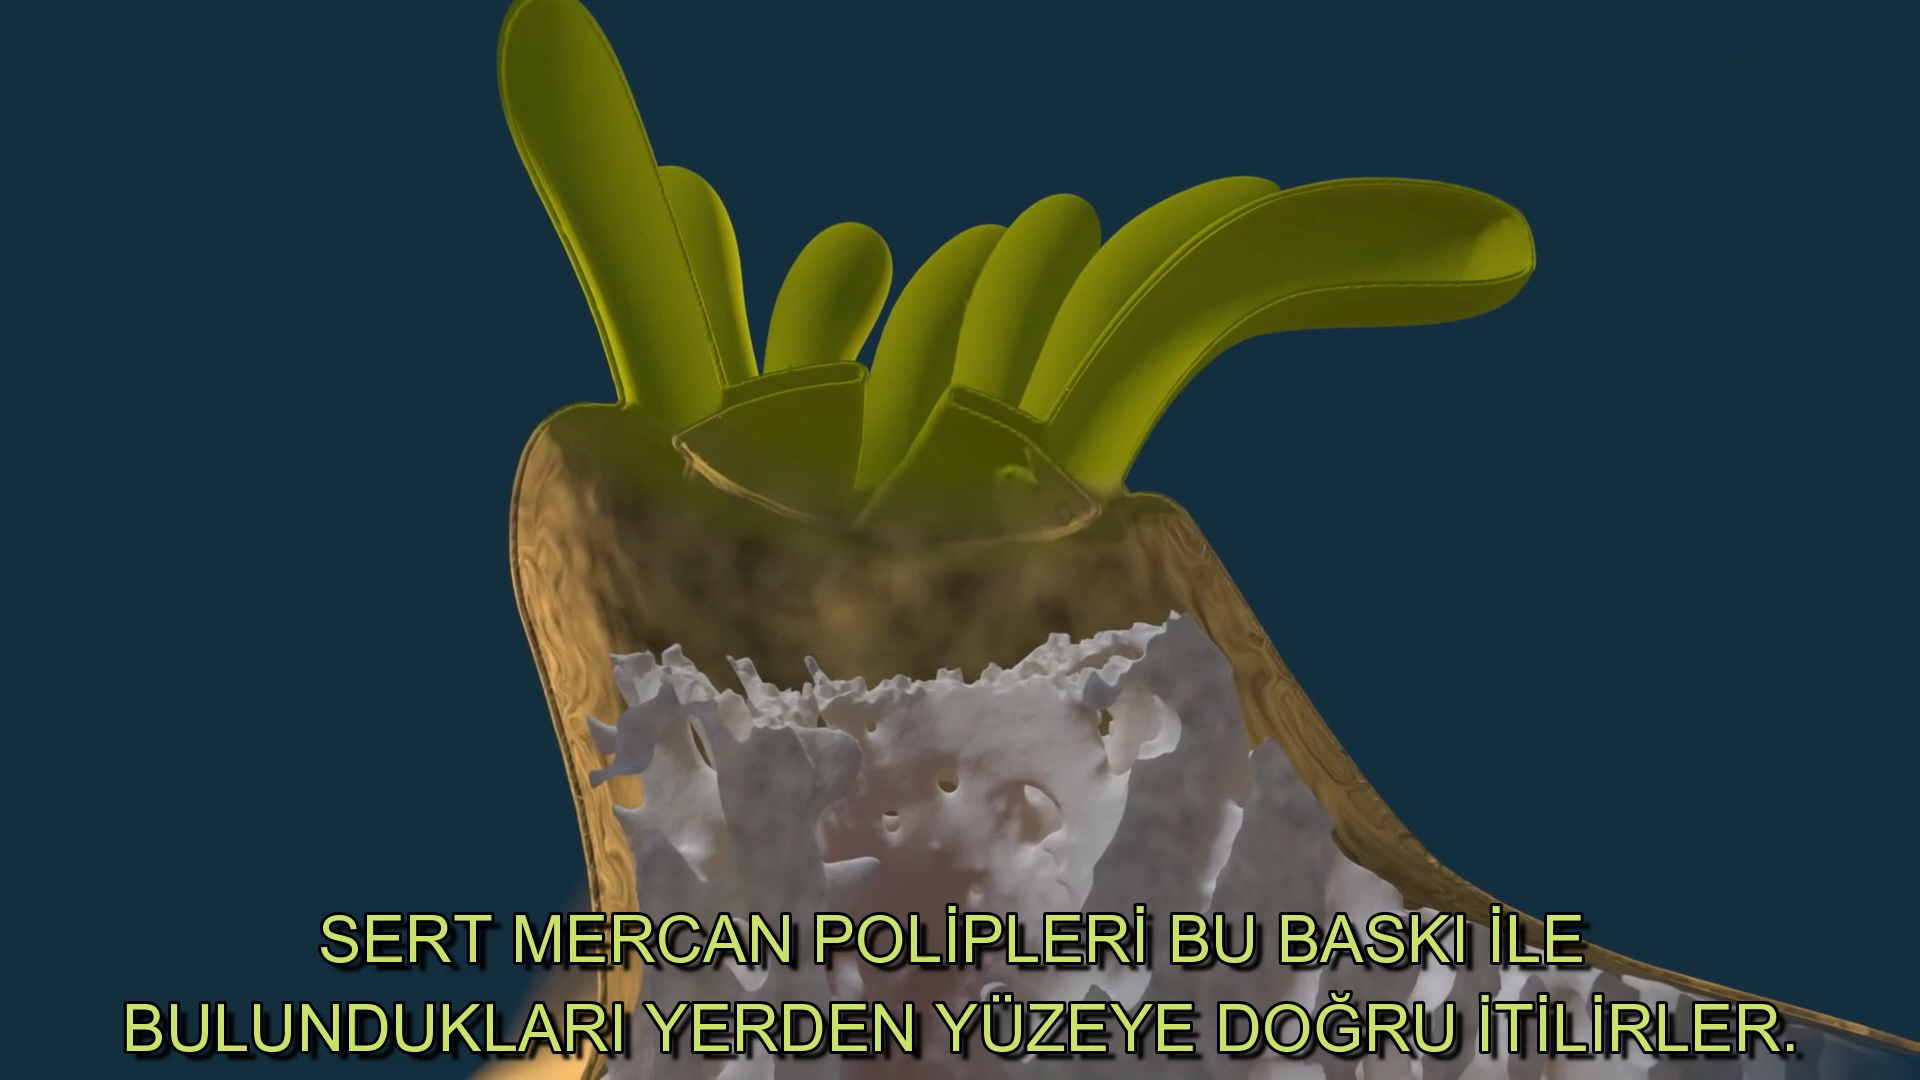 SERT MERCAN POLİPLERİ BU BASKI İLE
BULUNDUKLARI YERDEN YÜZEYE DOĞRU İTİLİRLER.